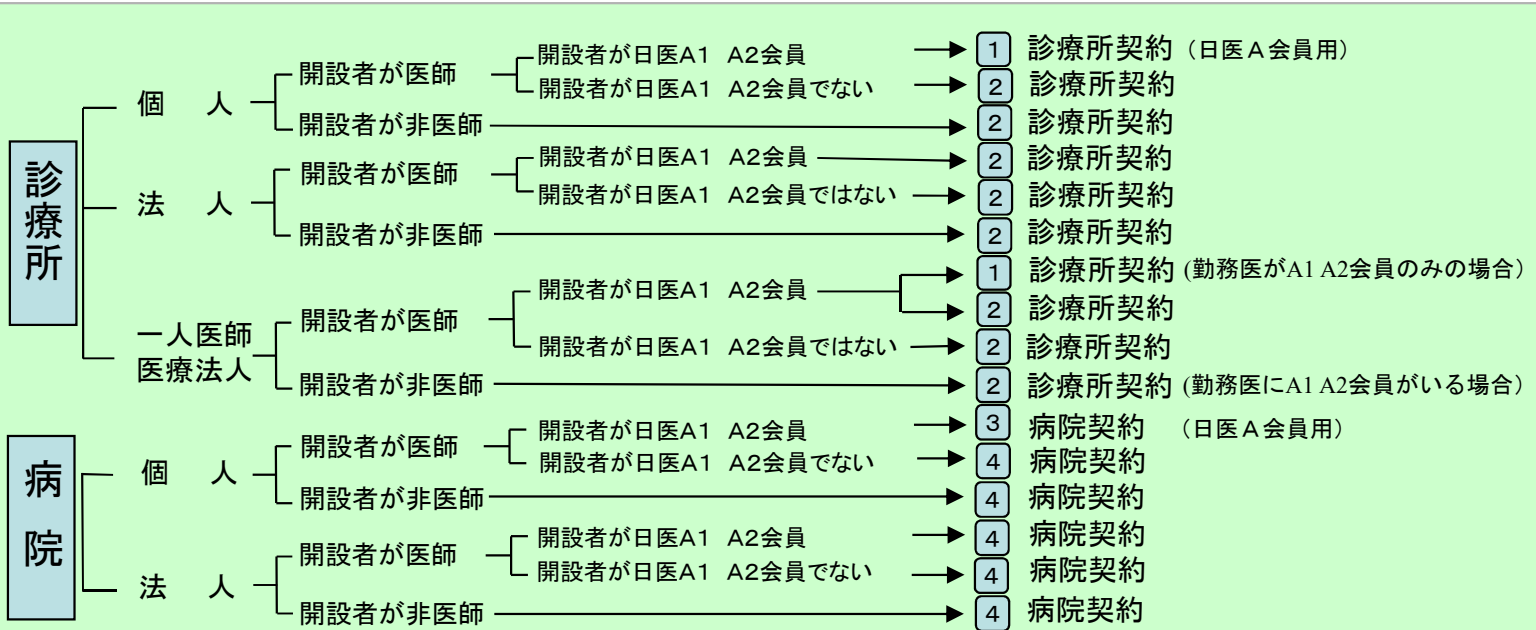 診療所
個　人
開設者が医師
開設者が日医A1　A2会員
1 診療所契約（日医A会員用）
開設者が日医A1　A2会員でない
2 診療所契約
開設者が非医師
2 診療所契約
法　人
開設者が医師
開設者が日医A1　A2会員
2 診療所契約
開設者が日医A1　A2会員ではない
2 診療所契約
開設者が非医師
2 診療所契約
一人医師
医療法人
開設者が医師
開設者が日医A1　A2会員
1 診療所契約 (勤務医がA1 A2会員のみの場合)
2 診療所契約
開設者が日医A1　A2会員ではない
2 診療所契約
開設者が非医師
2 診療所契約 (勤務医にA1 A2会員がいる場合)
病院
個　人
開設者が医師
開設者が日医A1　A2会員
3 病院契約　（日医A会員用）
開設者が日医A1　A2会員でない
4 病院契約
開設者が非医師
4 病院契約
法　人
開設者が医師
開設者が日医A1　A2会員
4 病院契約
開設者が日医A1　A2会員でない
4 病院契約
開設者が非医師
4 病院契約